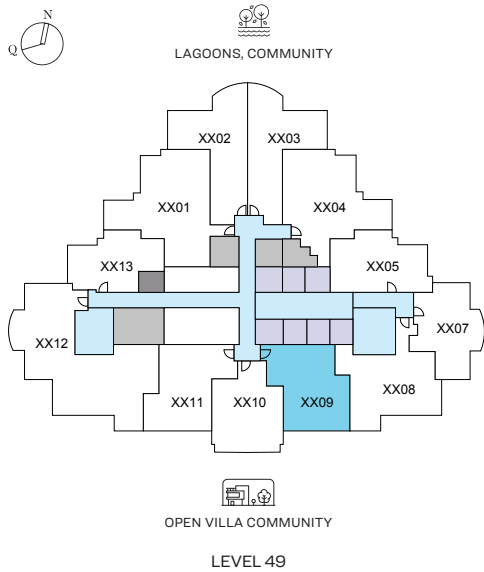 N
Q
LAGOONS, COMMUNITY
XX02
XX03
XX01
XX04
XX13
XX05
XX12
XX07
XX11
XX10
XX09
XX08
OPEN VILLA COMMUNITY
LEVEL 49